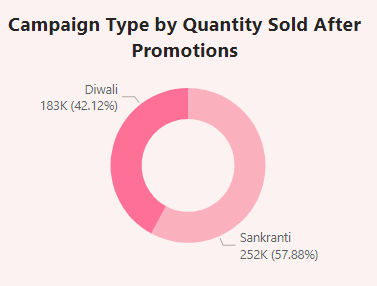 Campaign Type by Quantity Sold After
Promotions
Diwali
183K (42.12%)
Sankranti
252K (57.88%)